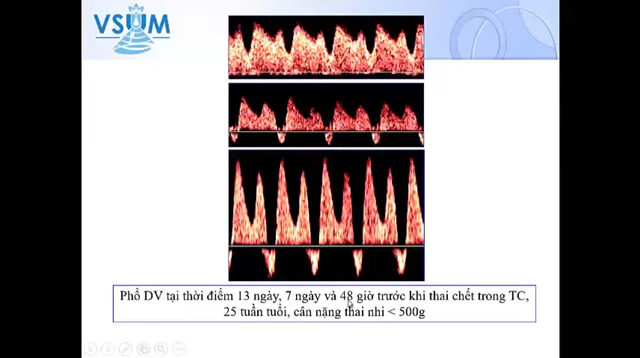 VSUM
Phổ DV tại thời điểm 13 ngày, 7 ngày và 48 giờ trước khi thai chết trong TC,
25 tuần tuổi, cân nặng thai nhi < 500g